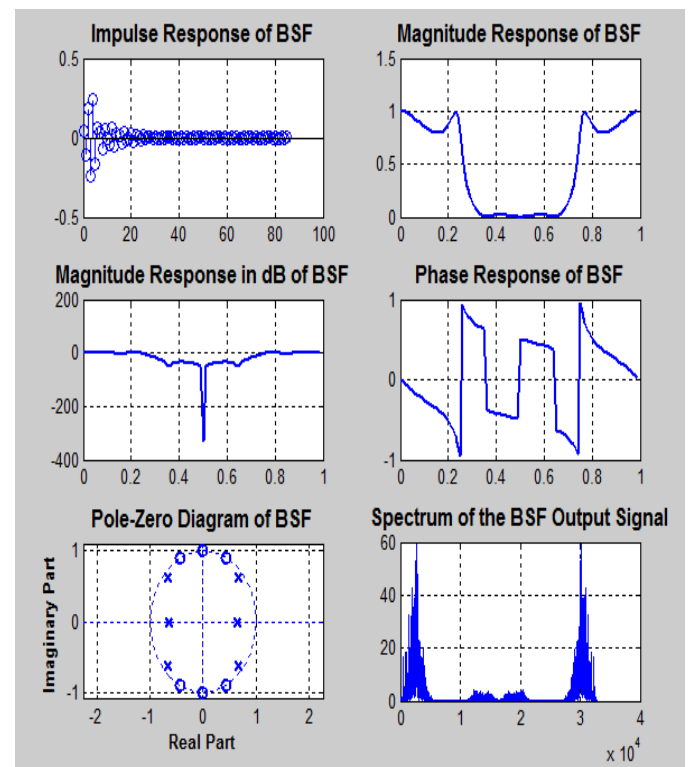 Impulse Response of BSF
Magnitude Response of BSF
0.5
0
-0.5
0 20 40 60 80 100
1.5
1
0.5
0
0 0.2 0.4 0.6 0.8 1
Magnitude Response in dB of BSF
Phase Response of BSF
200
0
-200
-400
0 0.2 0.4 0.6 0.8 1
1
0
-1
0 0.2 0.4 0.6 0.8 1
Pole-Zero Diagram of BSF
Spectrum of the BSF Output Signal
Imaginary Part
1
0
-1
-2 -1 0 1 2
Real Part
60
40
20
0
0 1 2 3 4
x 10^4